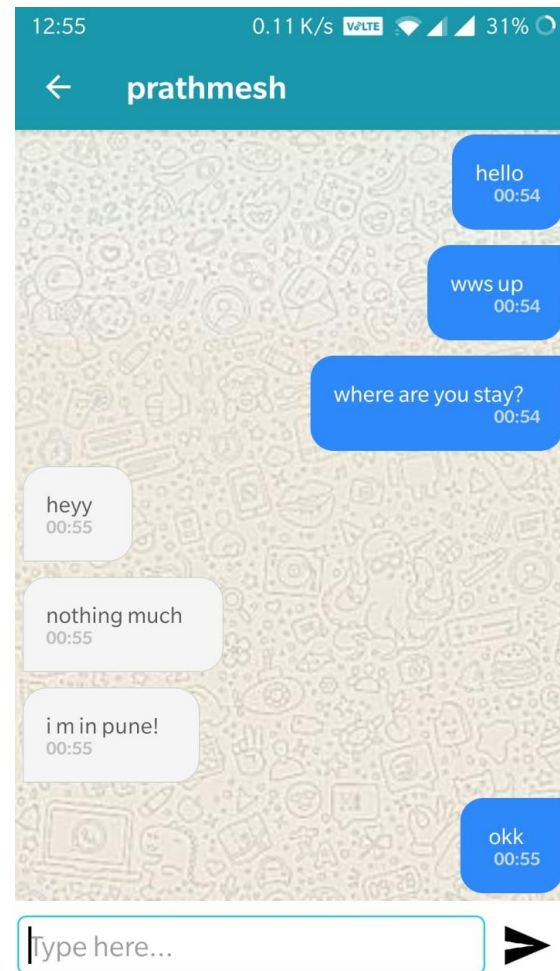 12:55 0.11 K/s VoLTE 31%
prathmesh
hello
00:54
wws up
00:54
where are you stay?
00:54
heyy
00:55
nothing much
00:55
i m in pune!
00:55
okk
00:55
Type here...